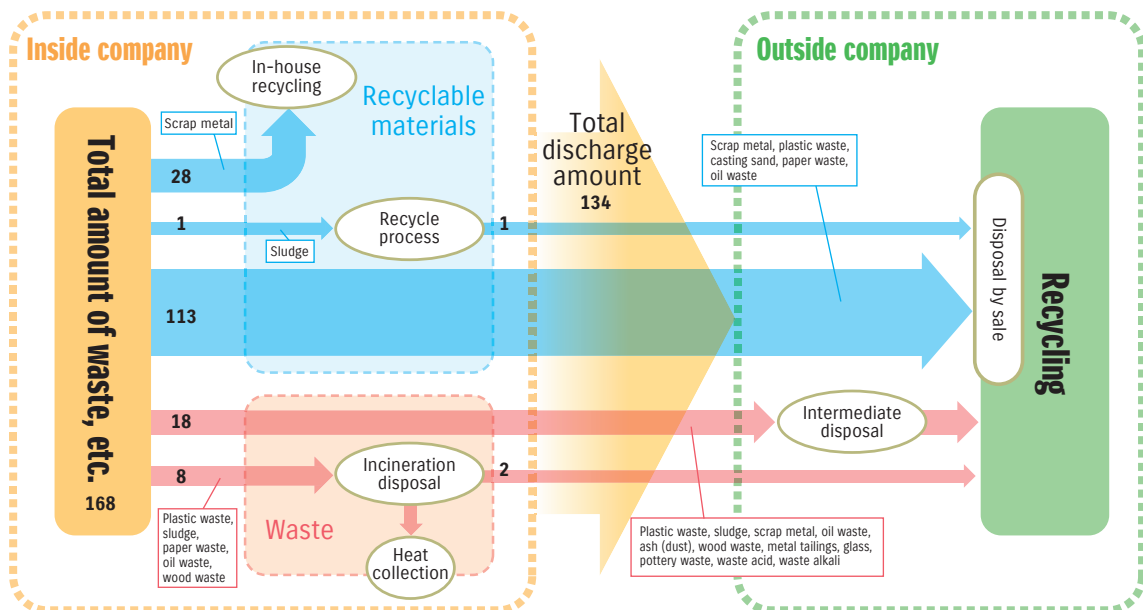 Inside company
Outside company
In-house
recycling
Recyclable
materials
Scrap metal
28
Total amount of waste, etc.
168
1
Sludge
Recycle
process
1
113
Total
discharge
amount
134
Scrap metal, plastic waste,
casting sand, paper waste,
oil waste
Disposal by sale
Recycling
18
Intermediate
disposal
8
Incineration
disposal
2
Waste
Heat
collection
Plastic waste,
sludge,
paper waste,
oil waste,
wood waste
Plastic waste, sludge, scrap metal, oil waste,
ash (dust), wood waste, metal tailings, glass,
pottery waste, waste acid, waste alkali